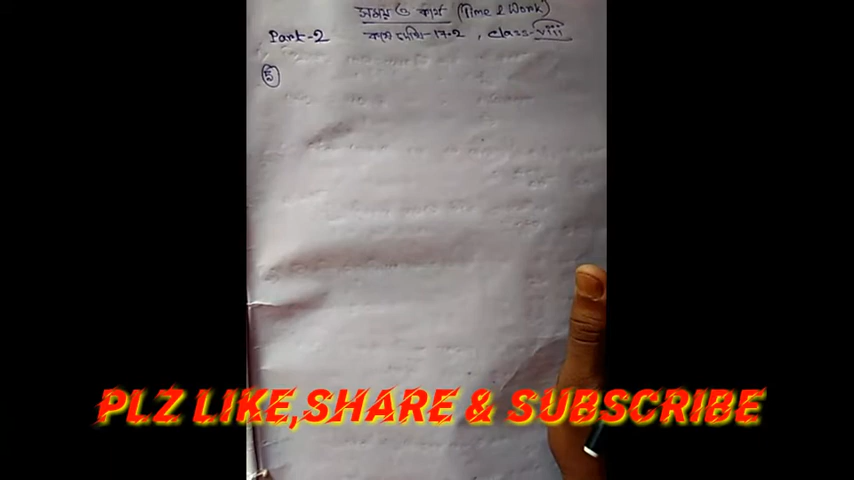 সময় ও কার্য (Time & Work)
Part-2 কষে দেখি-17.2, class-viii
PLZ LIKE,SHARE & SUBSCRIBE